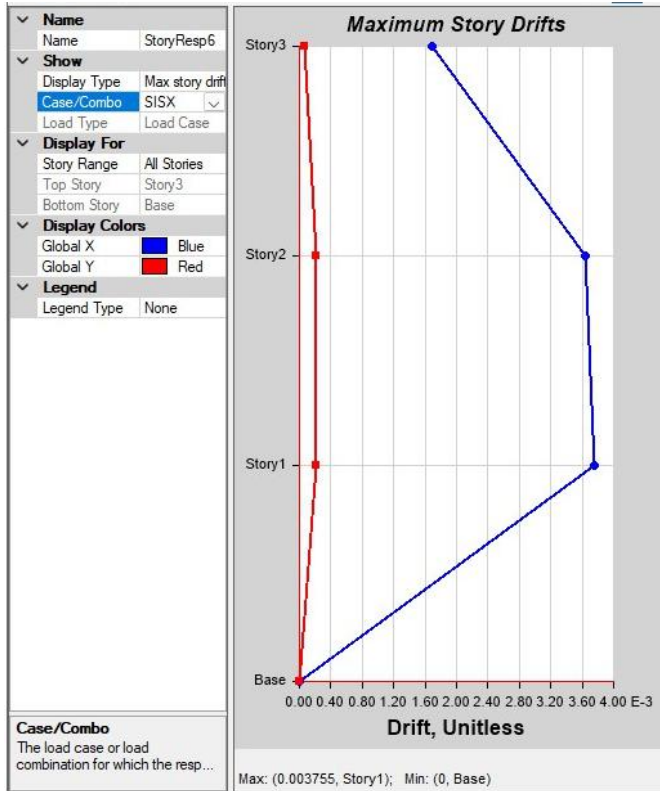 Name
Name StoryResp6
Show
Display Type Max story drift
Case/Combo SISX
Load Type Load Case
Display For
Story Range All Stories
Top Story Story3
Bottom Story Base
Display Colors
Global X Blue
Global Y Red
Legend
Legend Type None
Case/Combo
The load case or load
combination for which the resp...
Maximum Story Drifts
Story3
Story2
Story1
Base
0.00 0.40 0.80 1.20 1.60 2.00 2.40 2.80 3.20 3.60 4.00 E-3
Drift, Unitless
Max: (0.003755, Story1); Min: (0, Base)